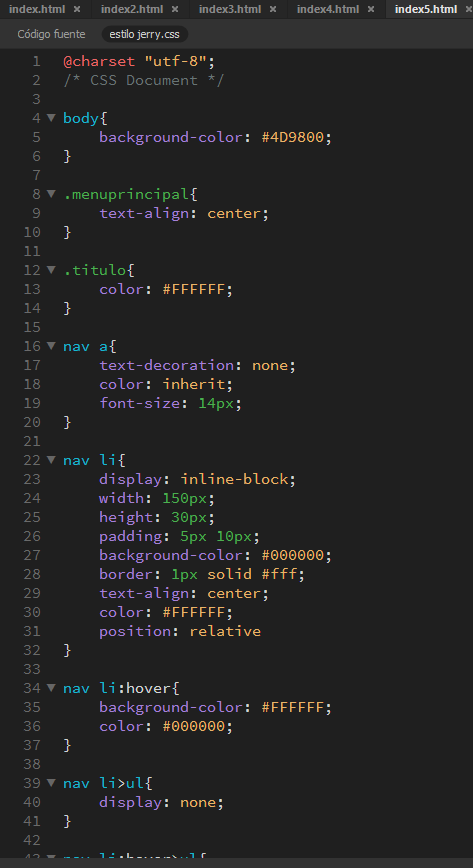 index.html × index2.html × index3.html × index4.html × index5.html ×
Código fuente estilo jerry.css
1 @charset "utf-8";
2 /* CSS Document */
3
4 ▼ body{
5 background-color: #4D9800;
6 }
7
8 ▼ .menuprincipal{
9 text-align: center;
10 }
11
12 ▼ .titulo{
13 color: #FFFFFF;
14 }
15
16 ▼ nav a{
17 text-decoration: none;
18 color: inherit;
19 font-size: 14px;
20 }
21
22 ▼ nav li{
23 display: inline-block;
24 width: 150px;
25 height: 30px;
26 padding: 5px 10px;
27 background-color: #000000;
28 border: 1px solid #fff;
29 text-align: center;
30 color: #FFFFFF;
31 position: relative
32 }
33
34 ▼ nav li:hover{
35 background-color: #FFFFFF;
36 color: #000000;
37 }
38
39 ▼ nav li>ul{
40 display: none;
41 }
42
43 ▼ nav li:hover>ul{